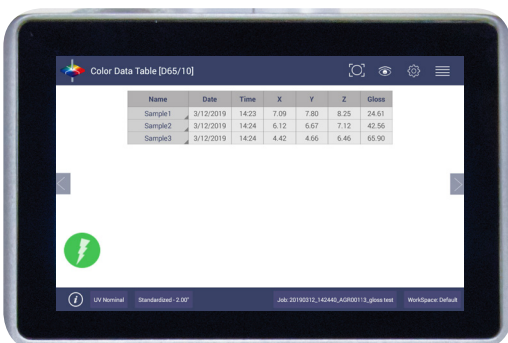 Color Data Table [D65/10]
Name Date Time X Y Z Gloss
Sample1 3/12/2019 14:23 7.09 7.80 8.25 24.61
Sample2 3/12/2019 14:24 6.12 6.67 7.12 42.56
Sample3 3/12/2019 14:24 4.42 4.66 6.46 65.90
i UV Nominal Standardized - 2.00" Job: 20190312_142440_AGR00113_gloss test WorkSpace: Default